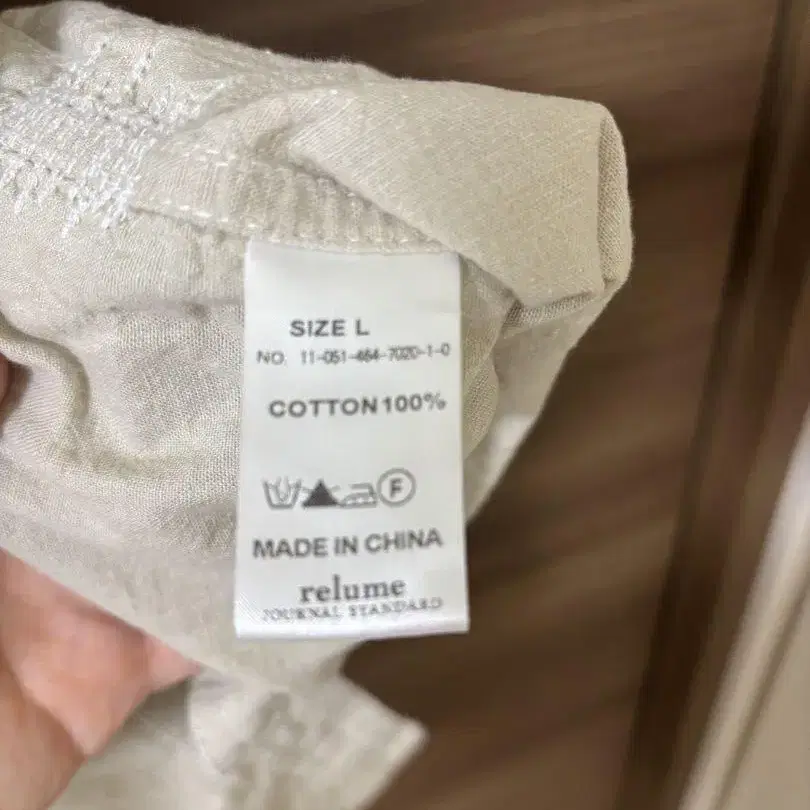 SIZE L
NO. 11-051-464-7020-1-0
COTTON 100%
F
MADE IN CHINA
relume
JOURNAL STANDARD